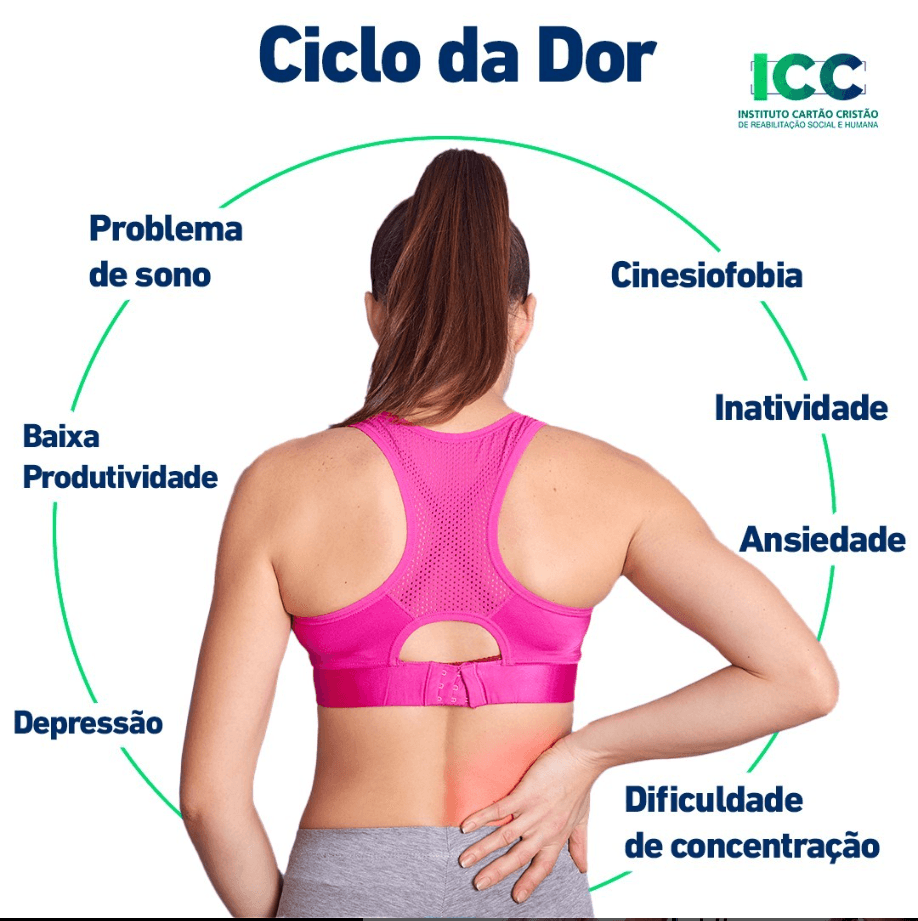 Ciclo da Dor
ICC
INSTITUTO CARTÃO CRISTÃO
DE REABILITAÇÃO SOCIAL E HUMANA
Problema
de sono
Cinesiofobia
Inatividade
Baixa
Produtividade
Ansiedade
Depressão
Dificuldade
de concentração